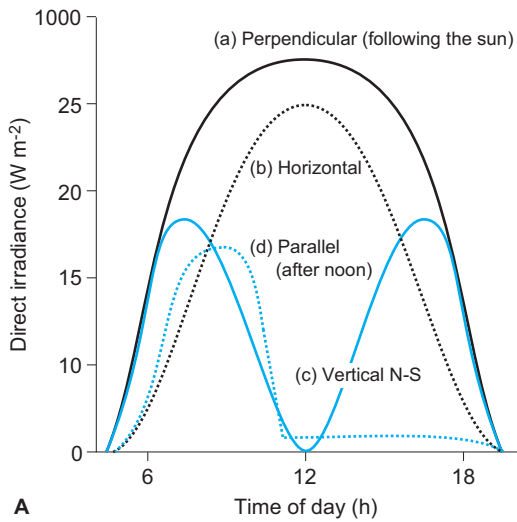 1000
(a) Perpendicular (following the sun)
25
(b) Horizontal
20
(d) Parallel
(after noon)
15
10
(c) Vertical N-S
0
6
12
18
Direct irradiance (W m-2)
Time of day (h)
A